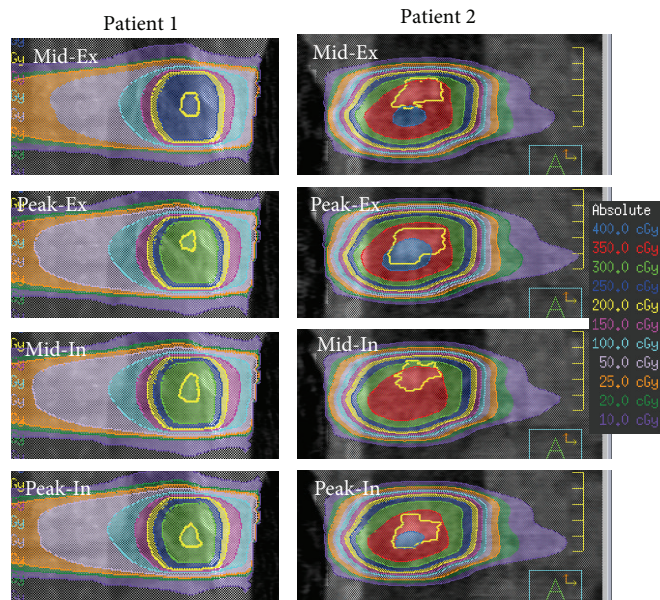 Patient 1
Patient 2
Mid-Ex
Mid-Ex
Peak-Ex
Peak-Ex
Absolute
400.0 cGy
350.0 cGy
300.0 cGy
250.0 cGy
200.0 cGy
150.0 cGy
100.0 cGy
50.0 cGy
25.0 cGy
20.0 cGy
10.0 cGy
Mid-In
Mid-In
Peak-In
Peak-In